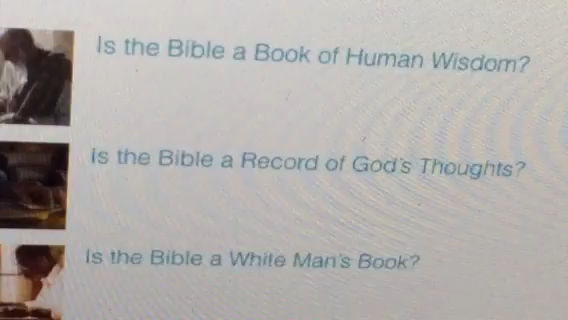 Is the Bible a Book of Human Wisdom?
Is the Bible a Record of God's Thoughts?
Is the Bible a White Man's Book?